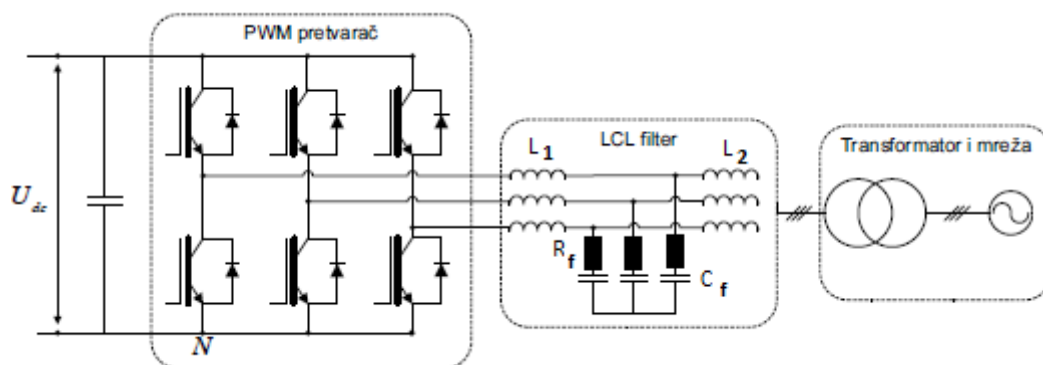 PWM pretvarač
LCL filter
L1
L2
Transformator i mreža
Udc
Rf
Cf
N